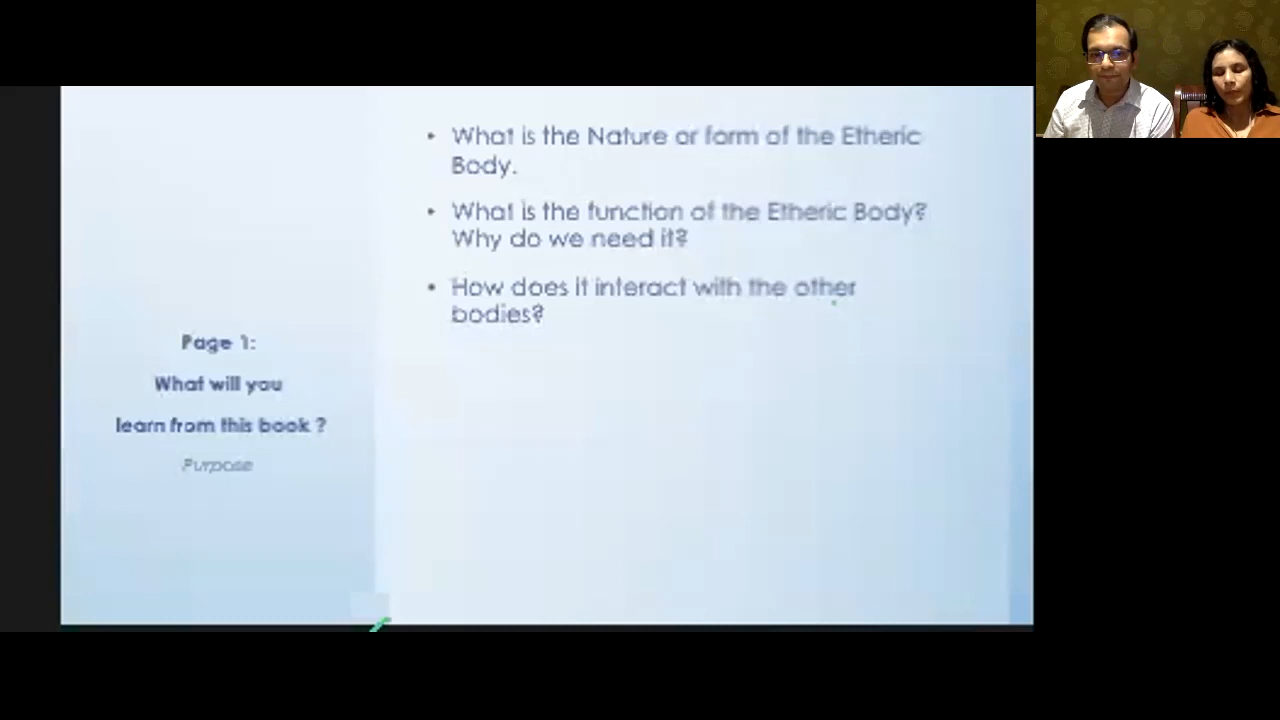 • What is the Nature or form of the Etheric
Body.
• What is the function of the Etheric Body?
Why do we need it?
• How does it interact with the other
bodies?
Page 1:
What will you
learn from this book ?
Purpose